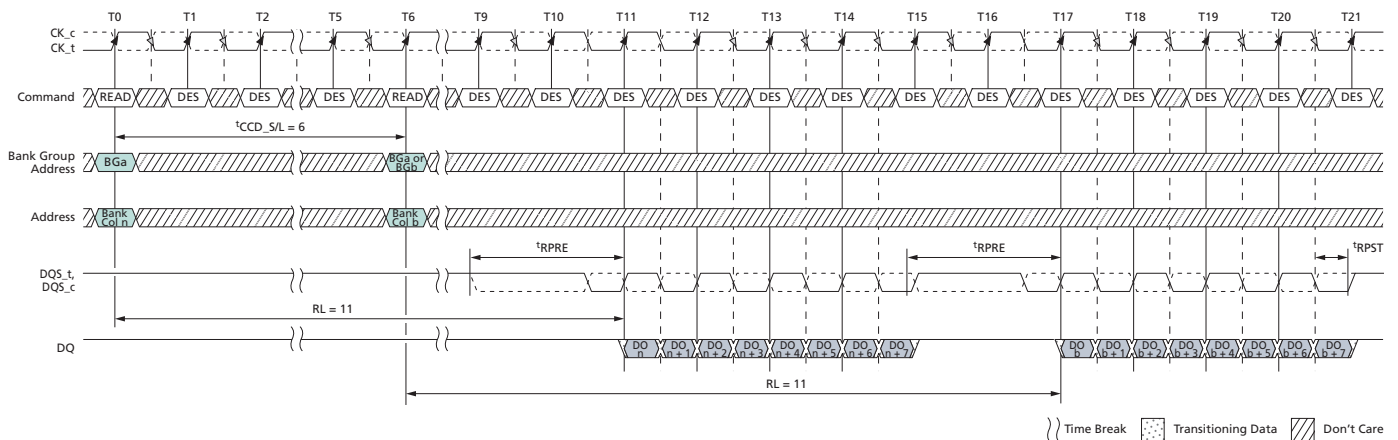 T0 T1 T2 T5 T6 T9 T10 T11 T12 T13 T14 T15 T16 T17 T18 T19 T20 T21
CK_c
CK_t
Command READ DES DES DES READ DES DES DES DES DES DES DES DES DES DES DES DES DES
tCCD_S/L = 6
Bank Group
Address
BGa
BGa or
BGb
Address
Bank
Col n
Bank
Col b
tRPRE tRPRE tRPST
DQS_t,
DQS_c
RL = 11
DQ
DO
n
DO
n + 1
DO
n + 2
DO
n + 3
DO
n + 4
DO
n + 5
DO
n + 6
DO
n + 7
DO
b
DO
b + 1
DO
b + 2
DO
b + 3
DO
b + 4
DO
b + 5
DO
b + 6
DO
b + 7
RL = 11
Time Break Transitioning Data Don't Care